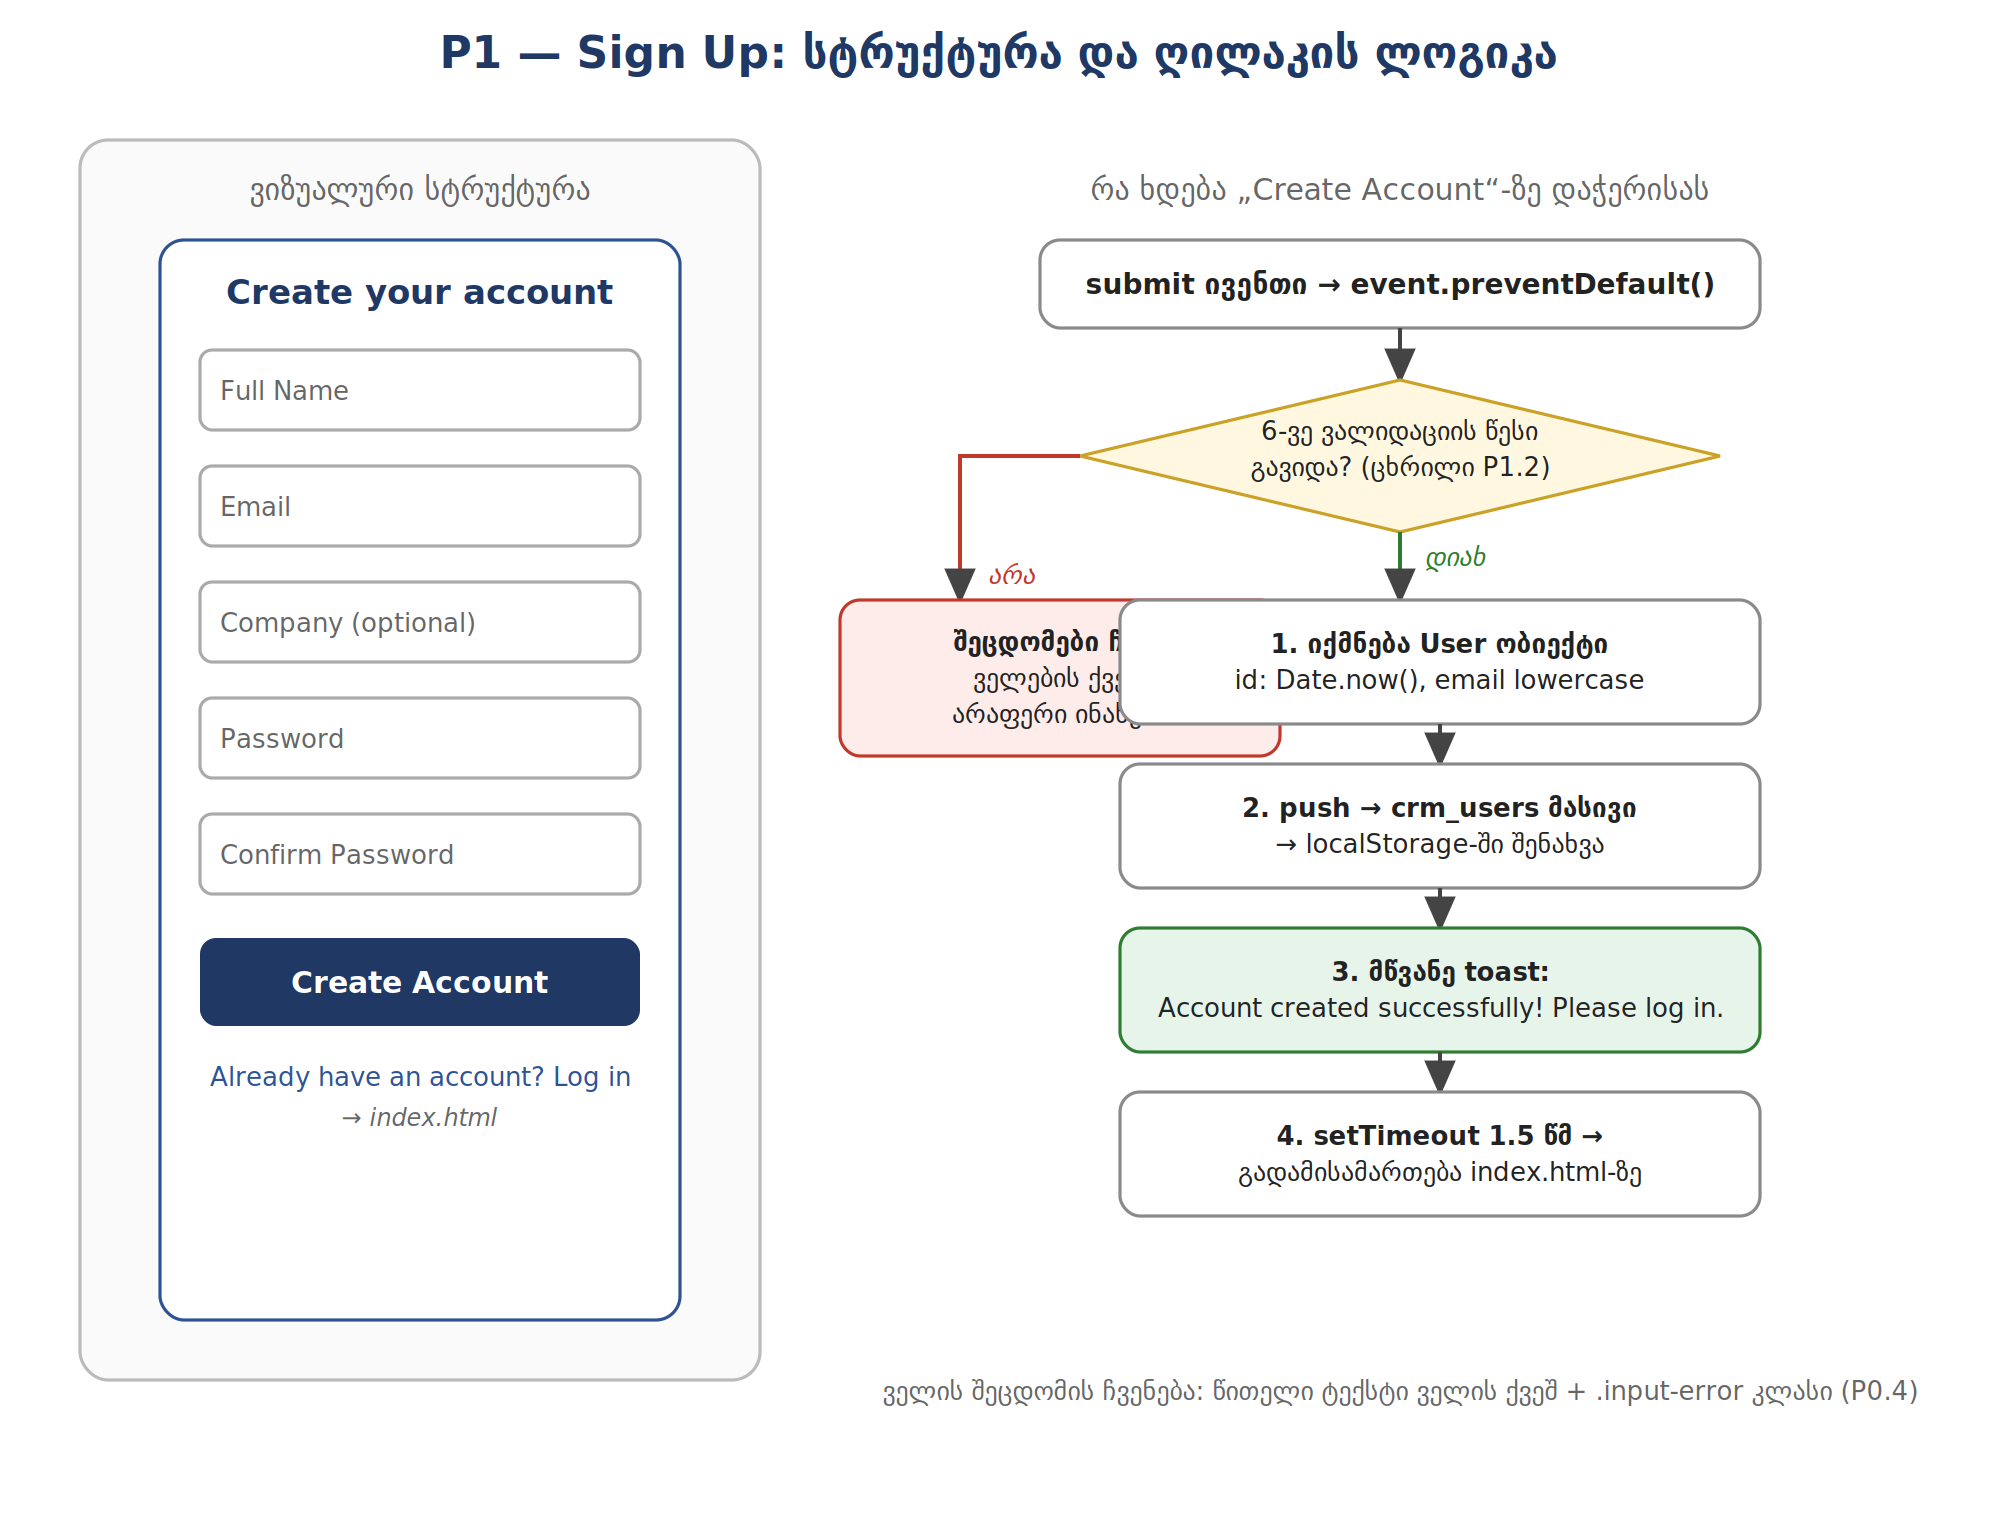 P1 — Sign Up: სტრუქტურა და ღილაკის ლოგიკა
ვიზუალური სტრუქტურა
Create your account
Full Name
Email
Company (optional)
Password
Confirm Password
Create Account
Already have an account? Log in
→ index.html
რა ხდება „Create Account“-ზე დაჭერისას
submit ივენთი → event.preventDefault()
6-ვე ვალიდაციის წესი
გავიდა? (ცხრილი P1.2)
არა
დიახ
შეცდომები
ველების
არაფერი
1. იქმნება User ობიექტი
id: Date.now(), email lowercase
2. push → crm_users მასივი
→ localStorage-ში შენახვა
3. მწვანე toast:
Account created successfully! Please log in.
4. setTimeout 1.5 წმ →
გადამისამართება index.html-ზე
ველის შეცდომის ჩვენება: წითელი ტექსტი ველის ქვეშ + .input-error კლასი (P0.4)